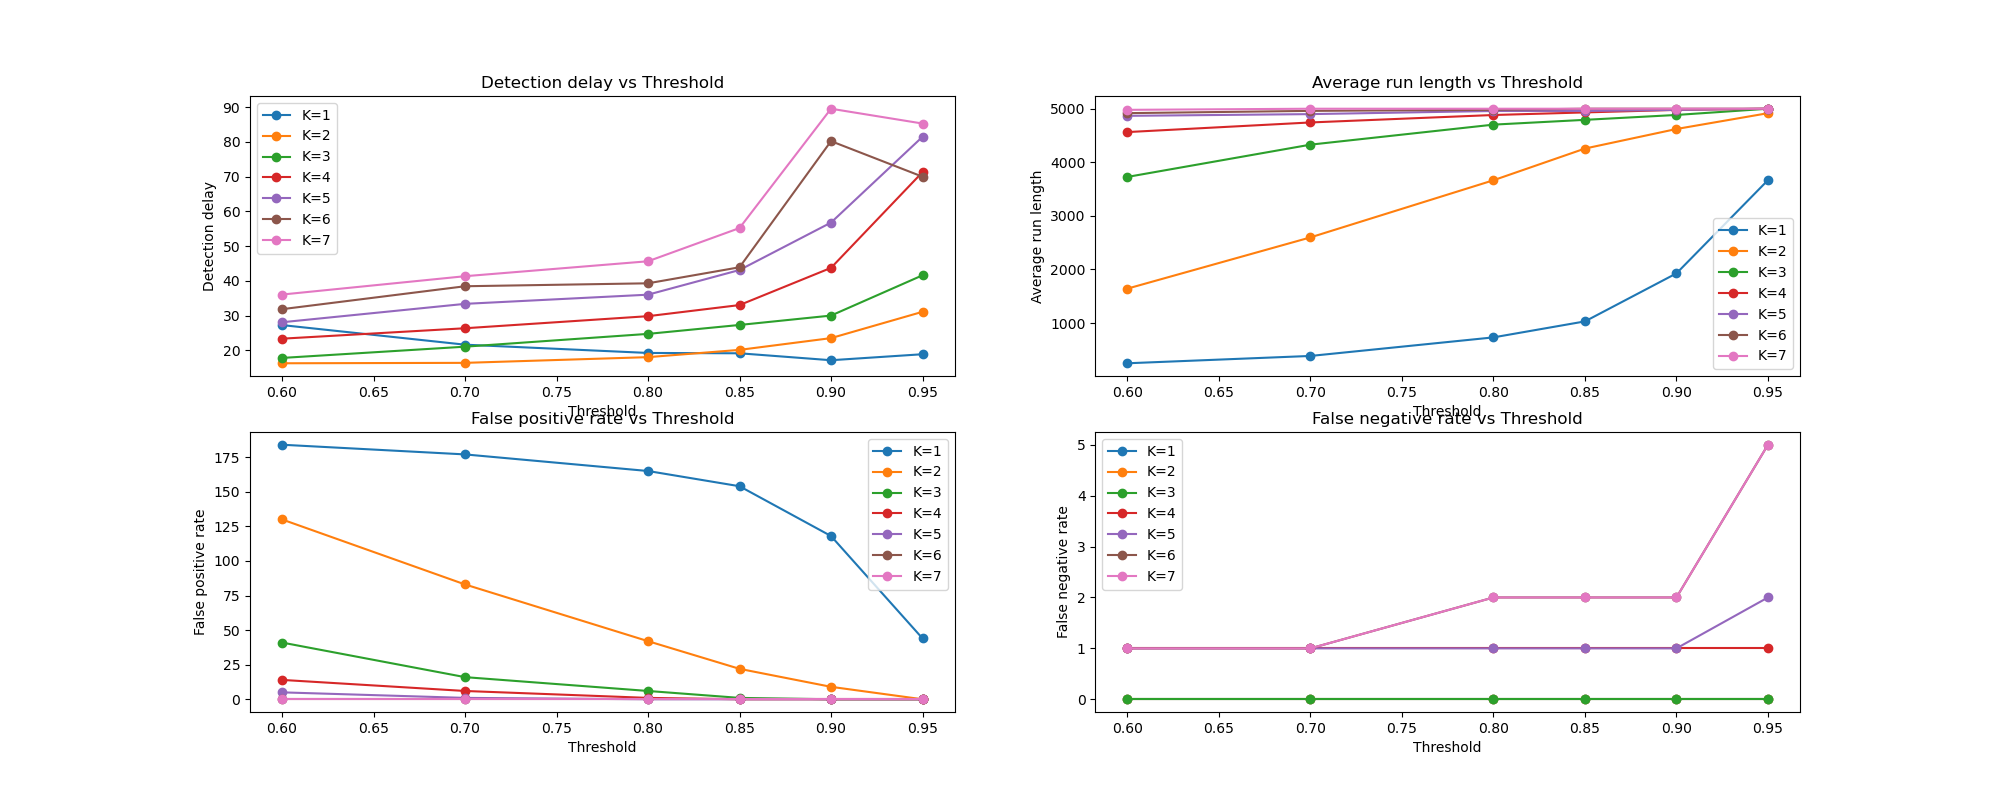 Detection delay vs Threshold
Detection delay
90
80
70
60
50
40
30
20
K=1
K=2
K=3
K=4
K=5
K=6
K=7
0.60 0.65 0.70 0.75 0.80 0.85 0.90 0.95
Threshold
Average run length vs Threshold
Average run length
5000
4000
3000
2000
1000
K=1
K=2
K=3
K=4
K=5
K=6
K=7
0.60 0.65 0.70 0.75 0.80 0.85 0.90 0.95
Threshold
False positive rate vs Threshold
False positive rate
175
150
125
100
75
50
25
0
K=1
K=2
K=3
K=4
K=5
K=6
K=7
0.60 0.65 0.70 0.75 0.80 0.85 0.90 0.95
Threshold
False negative rate vs Threshold
False negative rate
5
4
3
2
1
0
K=1
K=2
K=3
K=4
K=5
K=6
K=7
0.60 0.65 0.70 0.75 0.80 0.85 0.90 0.95
Threshold